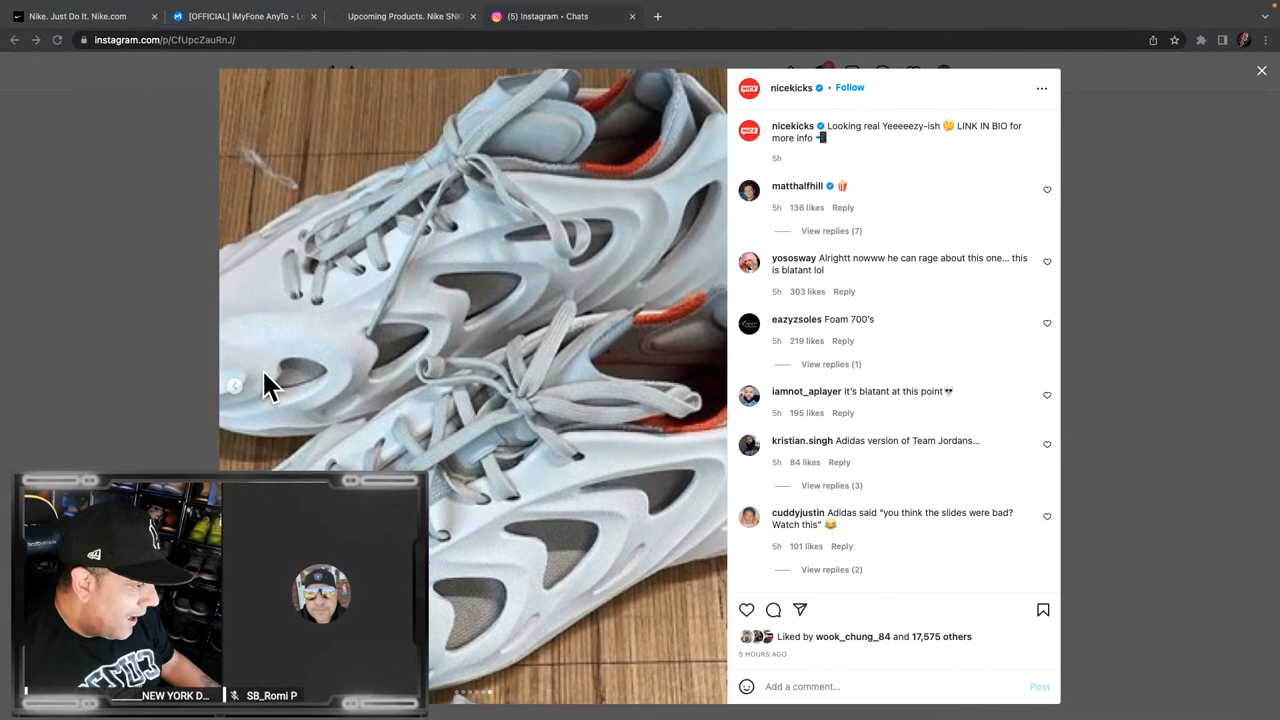 Nike. Just Do It. Nike.com
[OFFICIAL] iMyFone AnyTo - Lo
Upcoming Products. Nike SNK
(5) Instagram • Chats
instagram.com/p/CfUpcZauRnJ/
NICE
nicekicks • Follow
NICE
nicekicks Looking real Yeeeeezy-ish 🤔 LINK IN BIO for
more info 📲
5h
matthalfhill 🍿
5h 136 likes Reply
View replies (7)
yososway Alrightt nowww he can rage about this one... this
is blatant lol
5h 303 likes Reply
eazyzsoles Foam 700's
5h 219 likes Reply
View replies (1)
iamnot_aplayer It's blatant at this point☠️
5h 195 likes Reply
kristian.singh Adidas version of Team Jordans...
5h 84 likes Reply
View replies (3)
cuddyjustin Adidas said "you think the slides were bad?
Watch this" 😂
5h 101 likes Reply
View replies (2)
Liked by wook_chung_84 and 17,575 others
5 HOURS AGO
Add a comment...
Post
NEW YORK D...
SB_Romi P